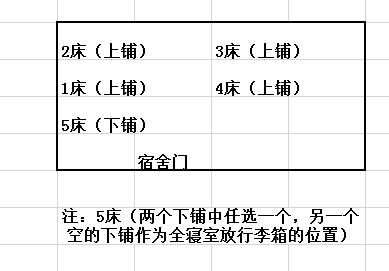 2床（上铺） 3床（上铺）
1床（上铺） 4床（上铺）
5床（下铺）
宿舍门
注：5床（两个下铺中任选一个，另一个
空的下铺作为全寝室放行李箱的位置）